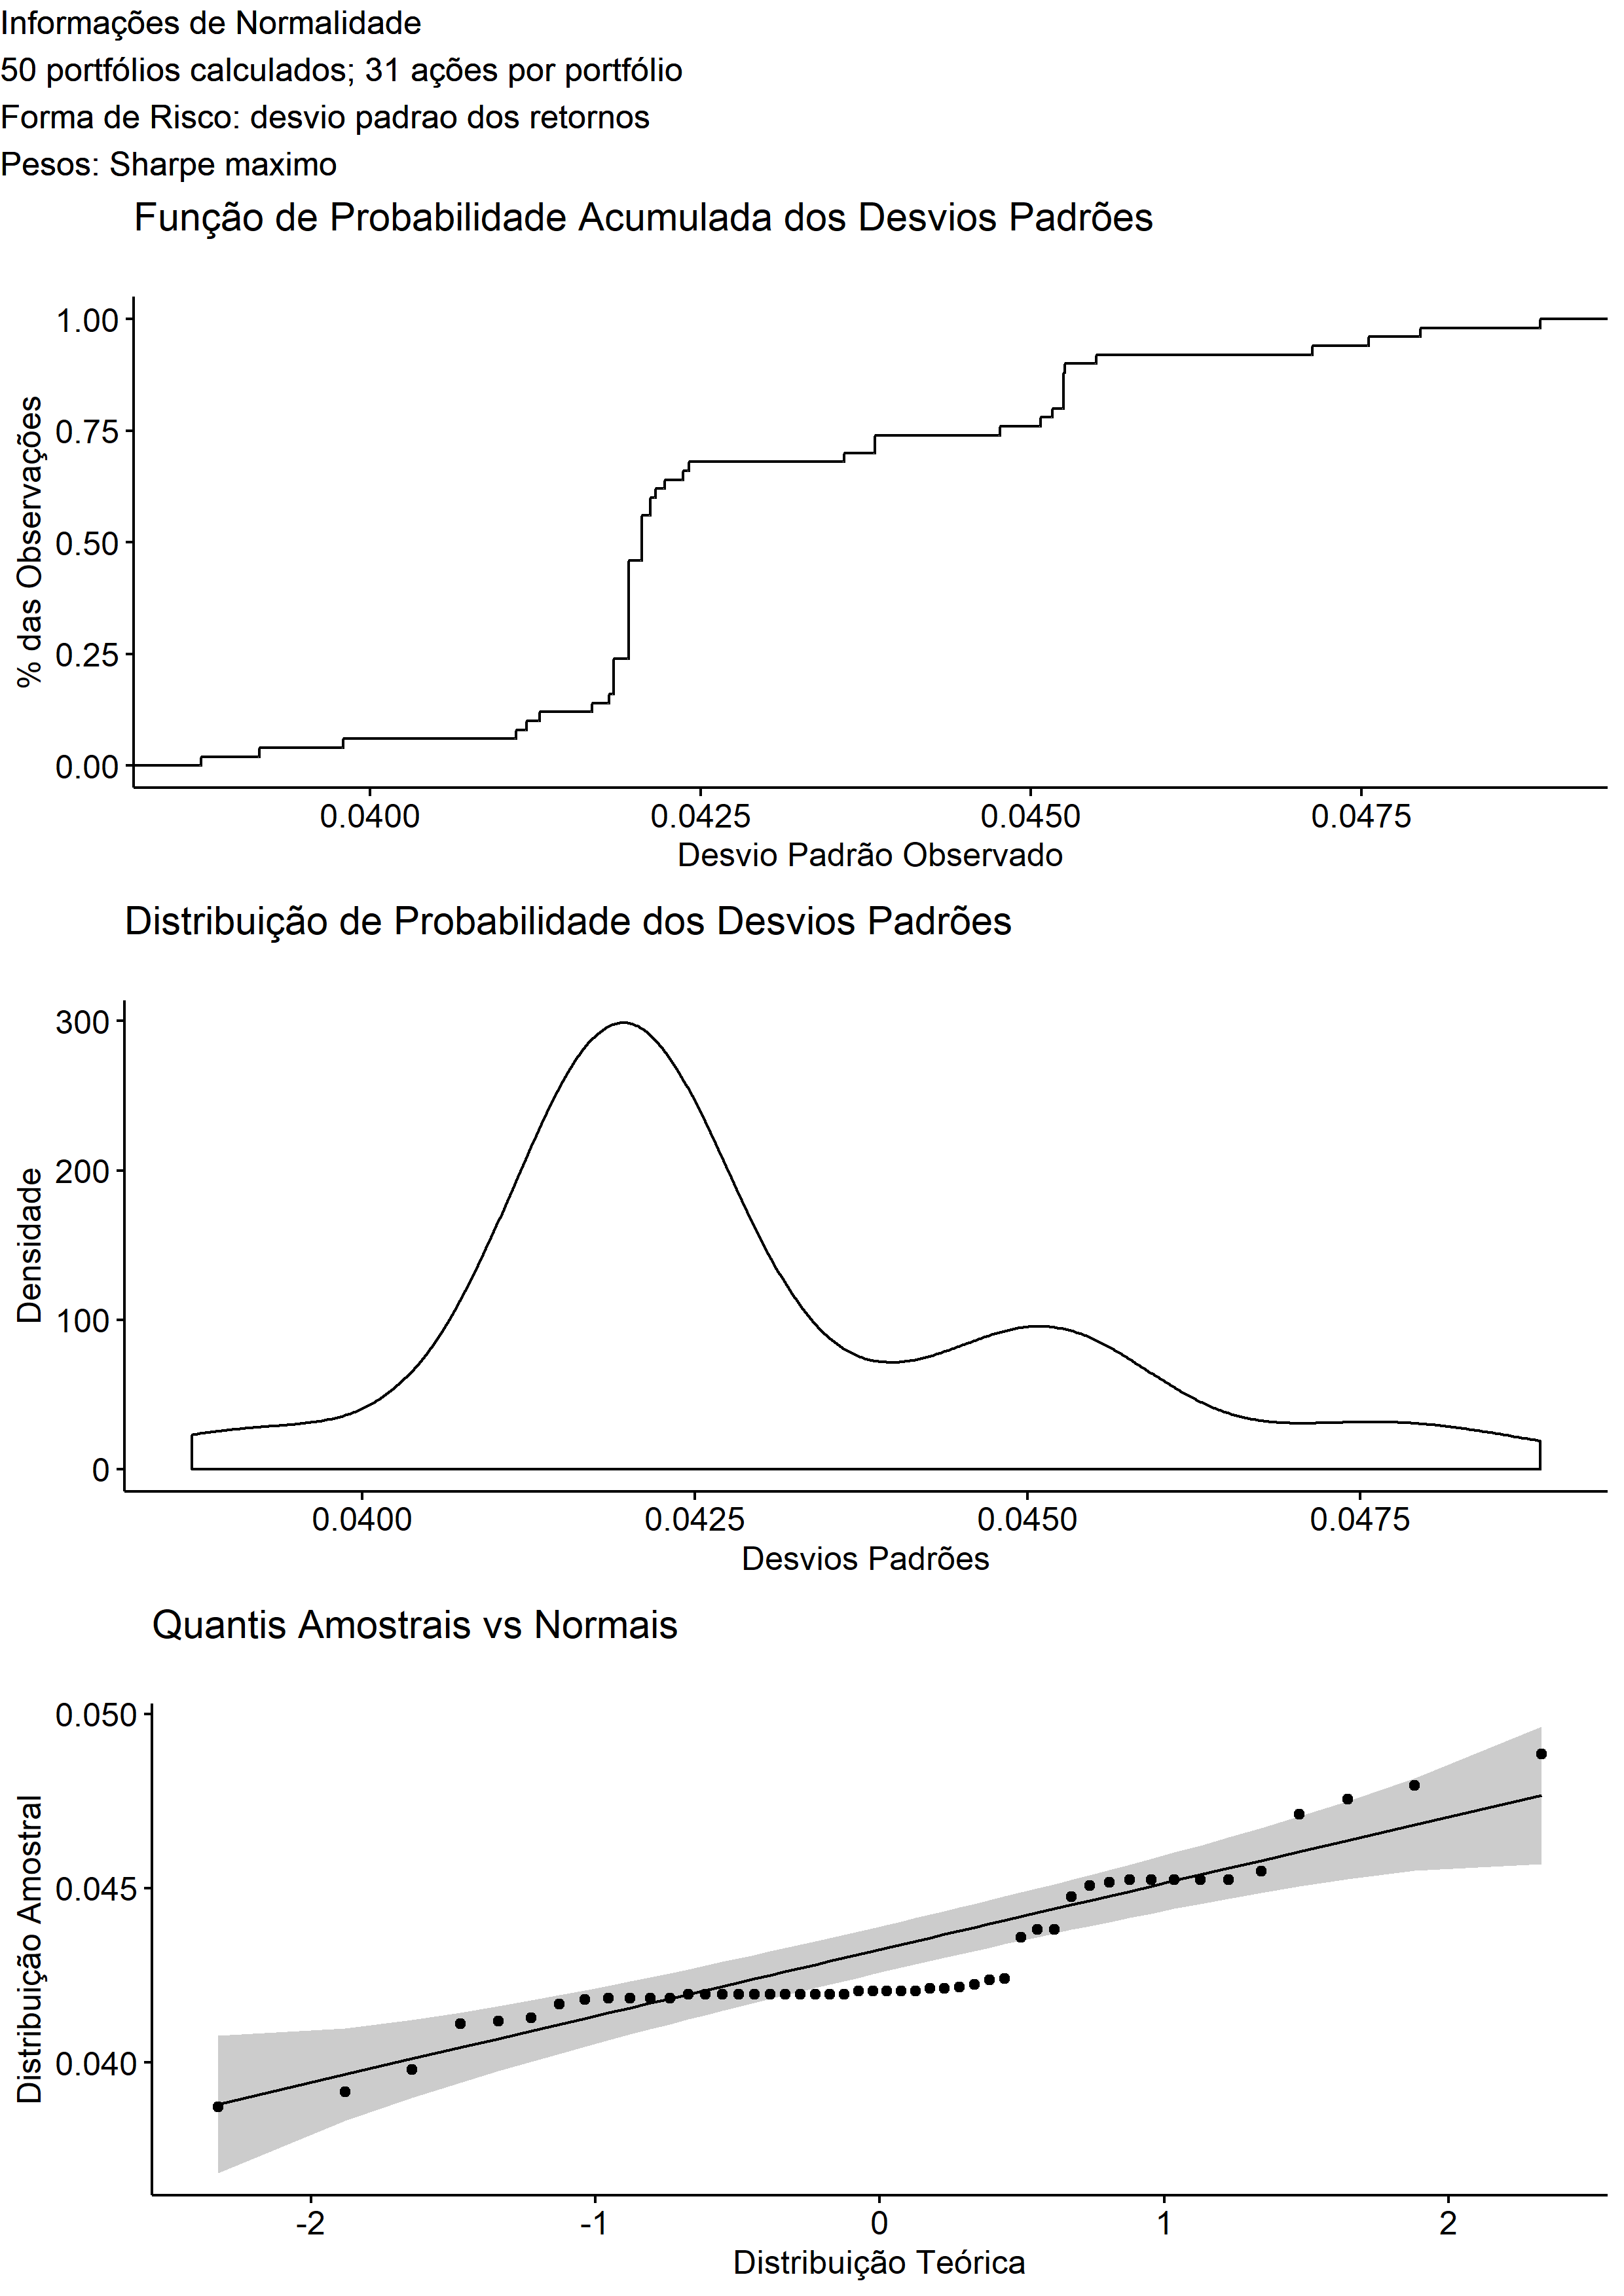 Informações de Normalidade
50 portfólios calculados; 31 ações por portfólio
Forma de Risco: desvio padrao dos retornos
Pesos: Sharpe maximo
Função de Probabilidade Acumulada dos Desvios Padrões
1.00
0.75
0.50
0.25
0.00
% das Observações
0.0400 0.0425 0.0450 0.0475
Desvio Padrão Observado
Distribuição de Probabilidade dos Desvios Padrões
300
200
100
0
Densidade
0.0400 0.0425 0.0450 0.0475
Desvios Padrões
Quantis Amostrais vs Normais
0.050
0.045
0.040
Distribuição Amostral
-2 -1 0 1 2
Distribuição Teórica